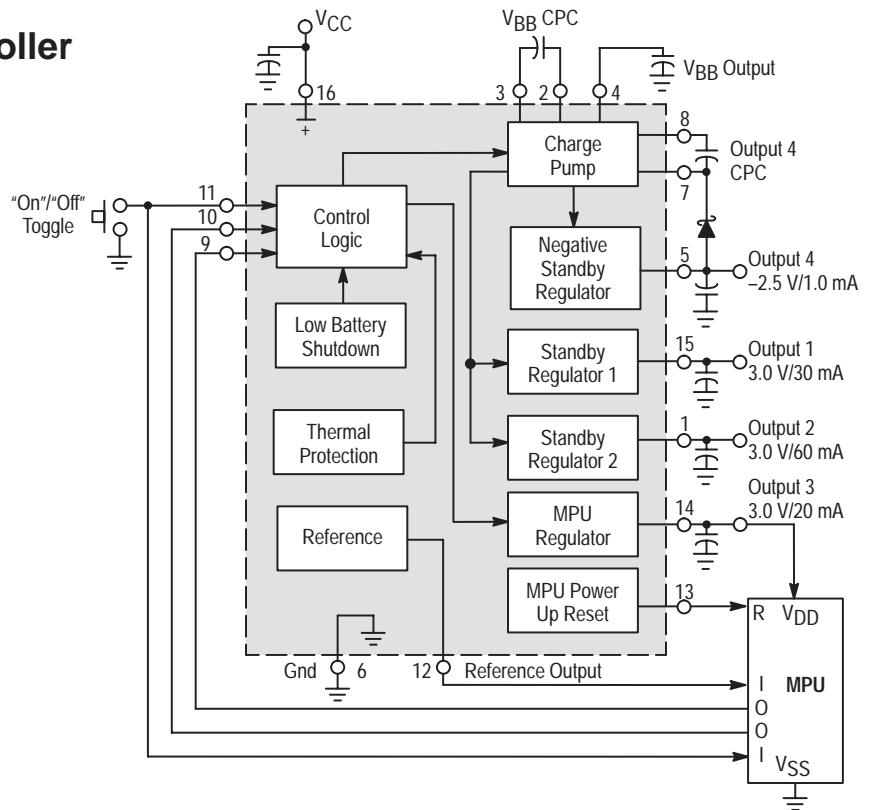 oller
VCC
VBB CPC
VBB Output
16
+
3
2
4
Charge
Pump
8
7
Output 4
CPC
"On"/"Off"
Toggle
11
10
9
Control
Logic
Negative
Standby
Regulator
5
Output 4
–2.5 V/1.0 mA
Low Battery
Shutdown
Standby
Regulator 1
15
Output 1
3.0 V/30 mA
Thermal
Protection
Standby
Regulator 2
1
Output 2
3.0 V/60 mA
Reference
MPU
Regulator
14
Output 3
3.0 V/20 mA
MPU Power
Up Reset
13
R VDD
Gnd 6
12 Reference Output
I MPU
O
O
I VSS